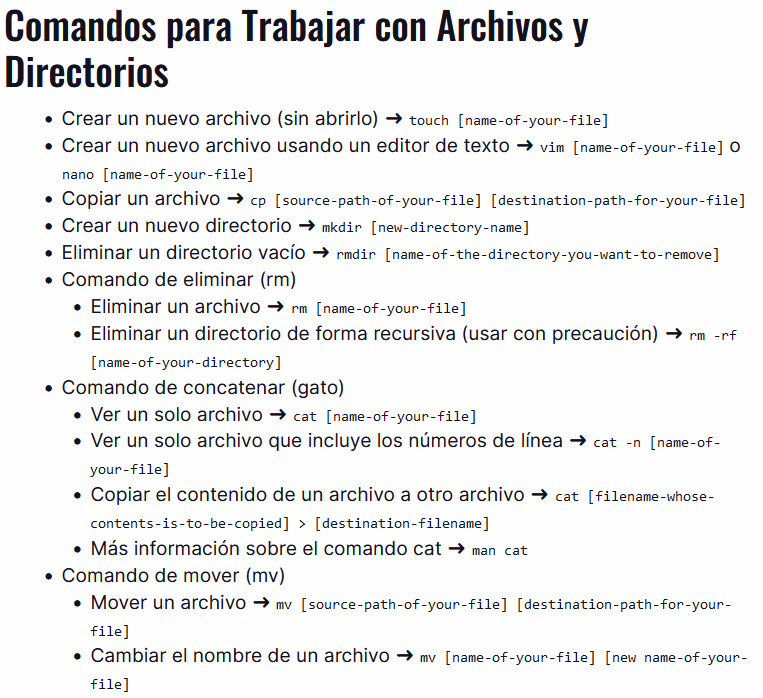 Comandos para Trabajar con Archivos y
Directorios
• Crear un nuevo archivo (sin abrirlo) ➜ touch [name-of-your-file]
• Crear un nuevo archivo usando un editor de texto ➜ vim [name-of-your-file] o
nano [name-of-your-file]
• Copiar un archivo ➜ cp [source-path-of-your-file] [destination-path-for-your-file]
• Crear un nuevo directorio ➜ mkdir [new-directory-name]
• Eliminar un directorio vacío ➜ rmdir [name-of-the-directory-you-want-to-remove]
• Comando de eliminar (rm)
• Eliminar un archivo ➜ rm [name-of-your-file]
• Eliminar un directorio de forma recursiva (usar con precaución) ➜ rm -rf
[name-of-your-directory]
• Comando de concatenar (gato)
• Ver un solo archivo ➜ cat [name-of-your-file]
• Ver un solo archivo que incluye los números de línea ➜ cat -n [name-of-
your-file]
• Copiar el contenido de un archivo a otro archivo ➜ cat [filename-whose-
contents-is-to-be-copied] > [destination-filename]
• Más información sobre el comando cat ➜ man cat
• Comando de mover (mv)
• Mover un archivo ➜ mv [source-path-of-your-file] [destination-path-for-your-
file]
• Cambiar el nombre de un archivo ➜ mv [name-of-your-file] [new name-of-your-
file]